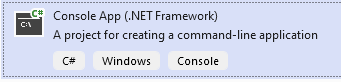 C#
C:\
Console App (.NET Framework)
A project for creating a command-line application
C# Windows Console